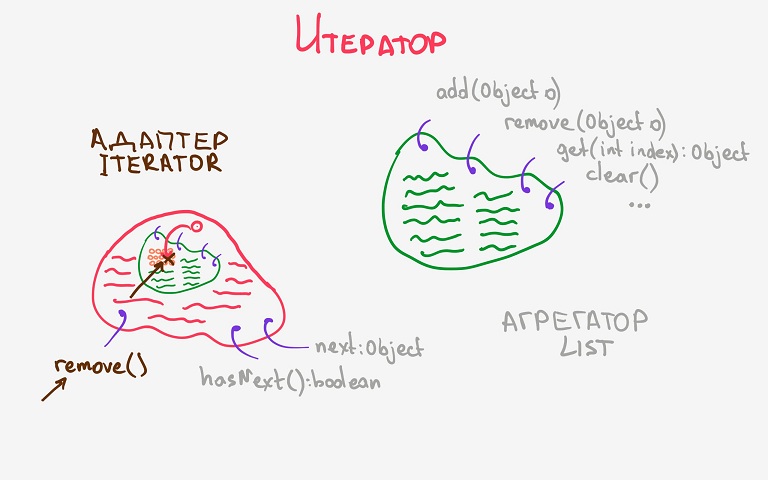 Итератор
add(Object o)
remove(Object o)
get(int index): Object
clear()
...
АДАПТЕР
ITERATOR
АГРЕГАТОР
LIST
next:Object
remove()
hasNext():boolean